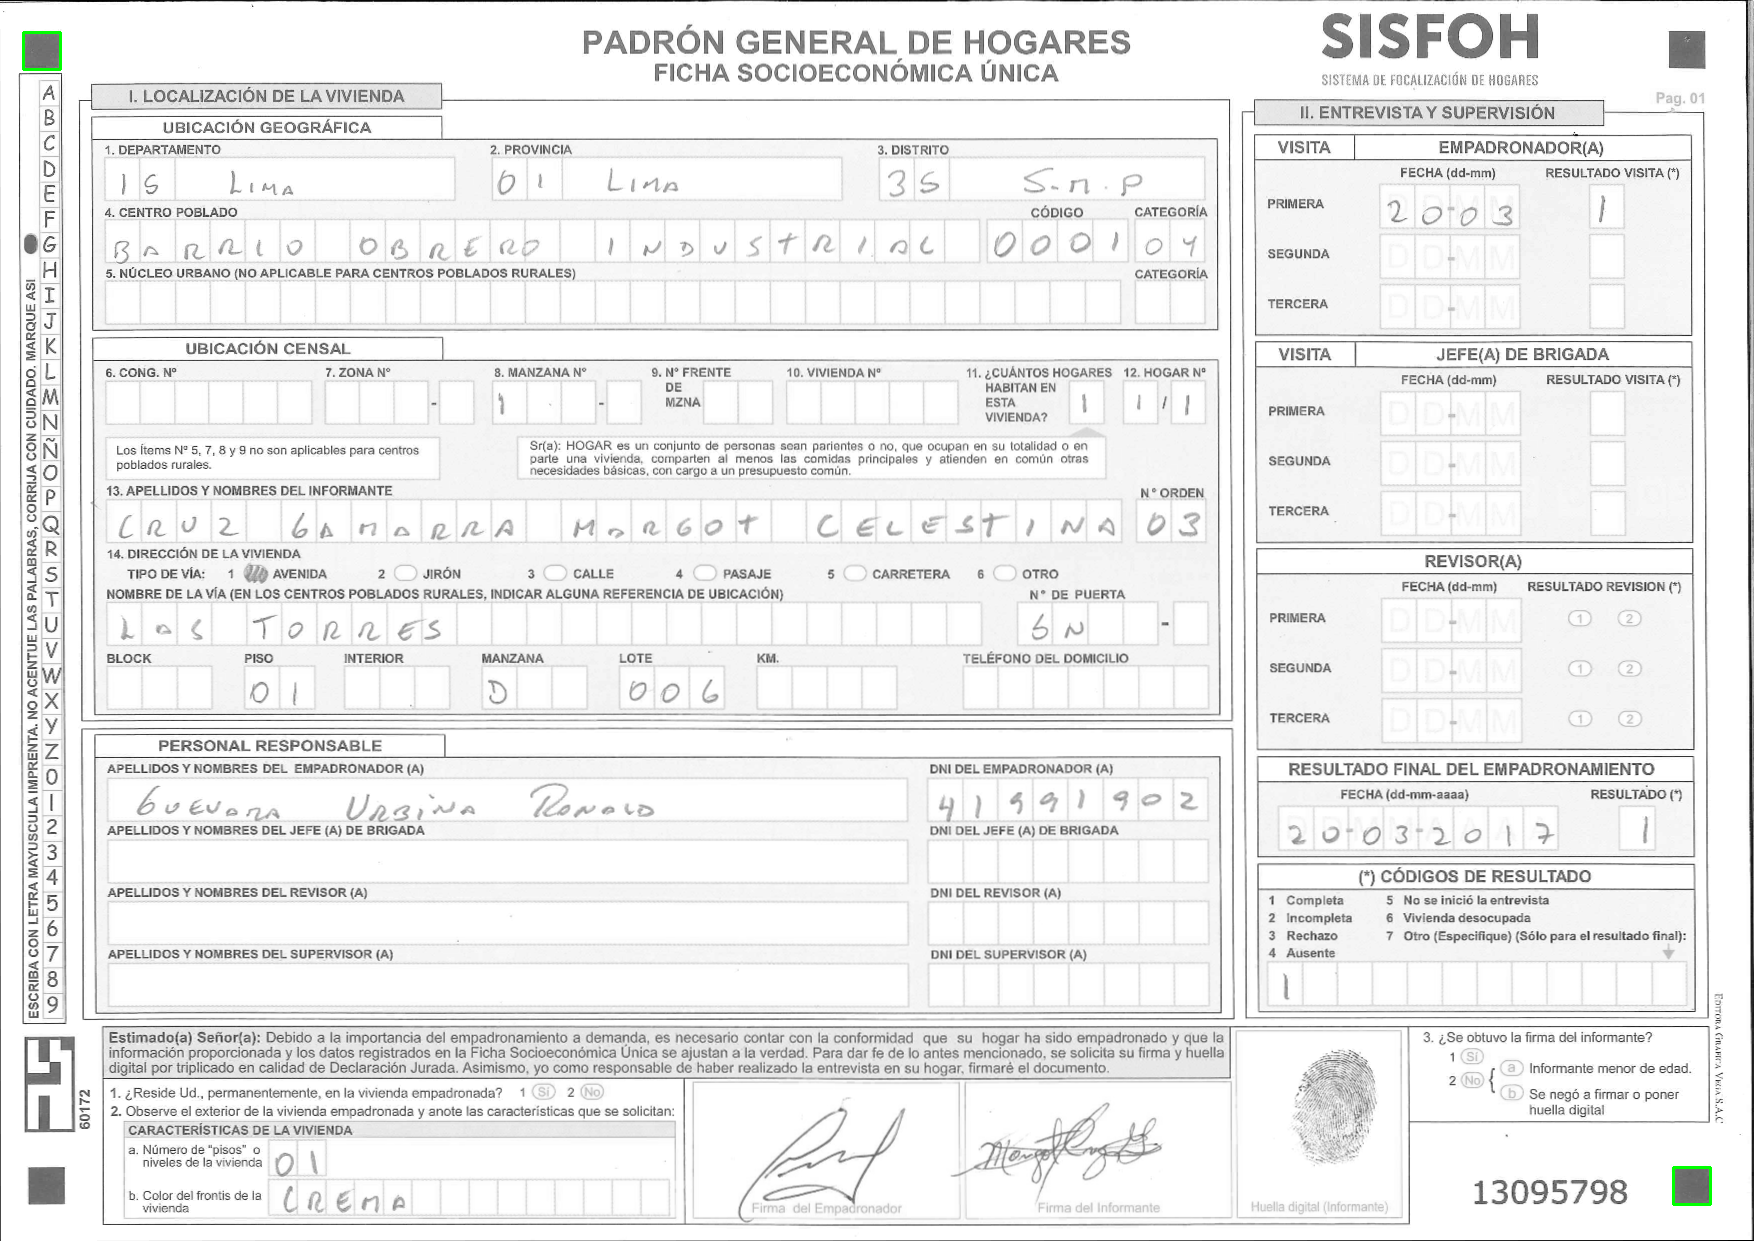 PADRÓN GENERAL DE HOGARES
FICHA SOCIOECONÓMICA ÚNICA
SISFOH
SISTEMA DE FOCALIZACIÓN DE HOGARES
Pag. 01
ESCRIBA CON LETRA MAYUSCULA IMPRENTA. NO ACENTUE LAS PALABRAS, CORRIJA CON CUIDADO. MARQUE ASI
A B C D E F G H I J K L M N Ñ O P Q R S T U V W X Y Z 0 1 2 3 4 5 6 7 8 9
I. LOCALIZACIÓN DE LA VIVIENDA
UBICACIÓN GEOGRÁFICA
1. DEPARTAMENTO 2. PROVINCIA 3. DISTRITO
15 LIMA 01 LIMA 35 S.M.P
4. CENTRO POBLADO CÓDIGO CATEGORÍA
BARRIO OBRERO INDUSTRIAL 0001 04
5. NÚCLEO URBANO (NO APLICABLE PARA CENTROS POBLADOS RURALES) CATEGORÍA
UBICACIÓN CENSAL
6. CONG. Nº 7. ZONA Nº 8. MANZANA Nº 9. Nº FRENTE DE MZNA 10. VIVIENDA Nº 11. ¿CUÁNTOS HOGARES HABITAN EN ESTA VIVIENDA? 12. HOGAR Nº
- 1 - 1 1 / 1
Los Ítems Nº 5, 7, 8 y 9 no son aplicables para centros
poblados rurales.
Sr(a): HOGAR es un conjunto de personas sean parientes o no, que ocupan en su totalidad o en
parte una vivienda, comparten al menos las comidas principales y atienden en común otras
necesidades básicas, con cargo a un presupuesto común.
13. APELLIDOS Y NOMBRES DEL INFORMANTE Nº ORDEN
CRUZ GAMARRA MARGOT CELESTINA 03
14. DIRECCIÓN DE LA VIVIENDA
TIPO DE VÍA: 1 AVENIDA 2 JIRÓN 3 CALLE 4 PASAJE 5 CARRETERA 6 OTRO
NOMBRE DE LA VÍA (EN LOS CENTROS POBLADOS RURALES, INDICAR ALGUNA REFERENCIA DE UBICACIÓN) Nº DE PUERTA
LAS TORRES SN -
BLOCK PISO INTERIOR MANZANA LOTE KM. TELÉFONO DEL DOMICILIO
01 D 006
PERSONAL RESPONSABLE
APELLIDOS Y NOMBRES DEL EMPADRONADOR (A) DNI DEL EMPADRONADOR (A)
GUEVARA URBINA RONALD 41991902
APELLIDOS Y NOMBRES DEL JEFE (A) DE BRIGADA DNI DEL JEFE (A) DE BRIGADA
APELLIDOS Y NOMBRES DEL REVISOR (A) DNI DEL REVISOR (A)
APELLIDOS Y NOMBRES DEL SUPERVISOR (A) DNI DEL SUPERVISOR (A)
II. ENTREVISTA Y SUPERVISIÓN
VISITA EMPADRONADOR(A)
FECHA (dd-mm) RESULTADO VISITA (*)
PRIMERA 20-03 1
SEGUNDA DD-MM
TERCERA DD-MM
VISITA JEFE(A) DE BRIGADA
FECHA (dd-mm) RESULTADO VISITA (*)
PRIMERA DD-MM
SEGUNDA DD-MM
TERCERA DD-MM
REVISOR(A)
FECHA (dd-mm) RESULTADO REVISION (*)
PRIMERA DD-MM 1 2
SEGUNDA DD-MM 1 2
TERCERA DD-MM 1 2
RESULTADO FINAL DEL EMPADRONAMIENTO
FECHA (dd-mm-aaaa) RESULTADO (*)
20-03-2017 1
(*) CÓDIGOS DE RESULTADO
1 Completa 5 No se inició la entrevista
2 Incompleta 6 Vivienda desocupada
3 Rechazo 7 Otro (Especifique) (Sólo para el resultado final):
4 Ausente
1
Estimado(a) Señor(a): Debido a la importancia del empadronamiento a demanda, es necesario contar con la conformidad que su hogar ha sido empadronado y que la
información proporcionada y los datos registrados en la Ficha Socioeconómica Única se ajustan a la verdad. Para dar fe de lo antes mencionado, se solicita su firma y huella
digital por triplicado en calidad de Declaración Jurada. Asimismo, yo como responsable de haber realizado la entrevista en su hogar, firmaré el documento.
1. ¿Reside Ud., permanentemente, en la vivienda empadronada? 1 Si 2 No
2. Observe el exterior de la vivienda empadronada y anote las características que se solicitan:
CARACTERÍSTICAS DE LA VIVIENDA
a. Número de "pisos" o
niveles de la vivienda 01
b. Color del frontis de la
vivienda CREMA
Firma del Empadronador
Firma del Informante
Huella digital (Informante)
3. ¿Se obtuvo la firma del informante?
1 Si
2 No { a Informante menor de edad.
b Se negó a firmar o poner
huella digital
13095798
60172
EDITORA GRAFICA VEGA S.A.C